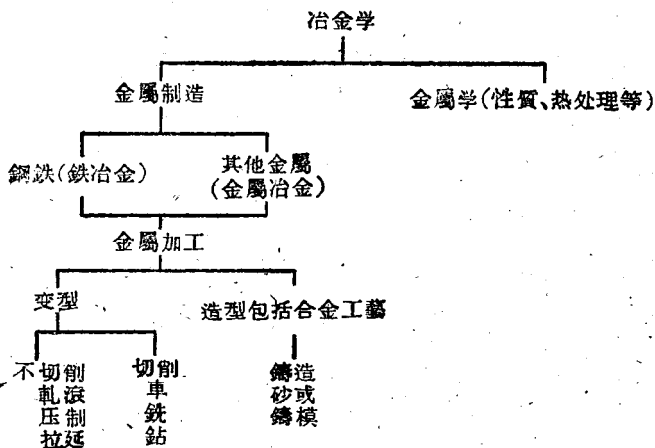 冶金学
金屬制造
金屬学(性質、热处理等)
鋼鉄(鉄冶金)
其他金屬
(金屬冶金)
金屬加工
变型
造型包括合金工藝
不切削
軋滾
压制
拉延
切削
車
銑
鉆
鑄造
砂或
鑄模